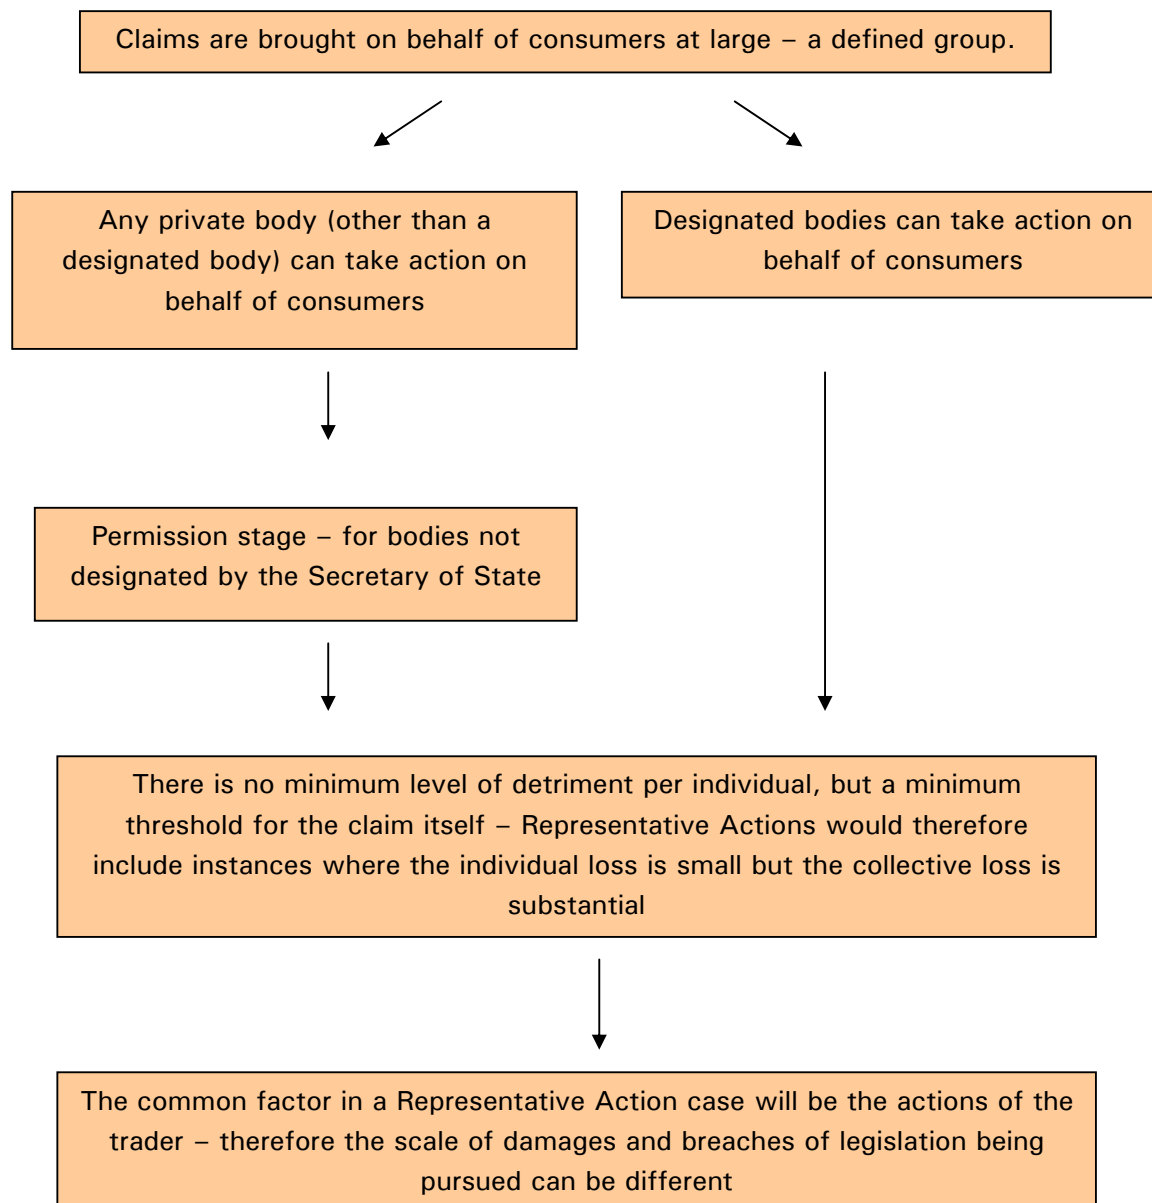 Claims are brought on behalf of consumers at large – a defined group.
Any private body (other than a
designated body) can take action on
behalf of consumers
Designated bodies can take action on
behalf of consumers
Permission stage – for bodies not
designated by the Secretary of State
There is no minimum level of detriment per individual, but a minimum
threshold for the claim itself – Representative Actions would therefore
include instances where the individual loss is small but the collective loss is
substantial
The common factor in a Representative Action case will be the actions of the
trader – therefore the scale of damages and breaches of legislation being
pursued can be different